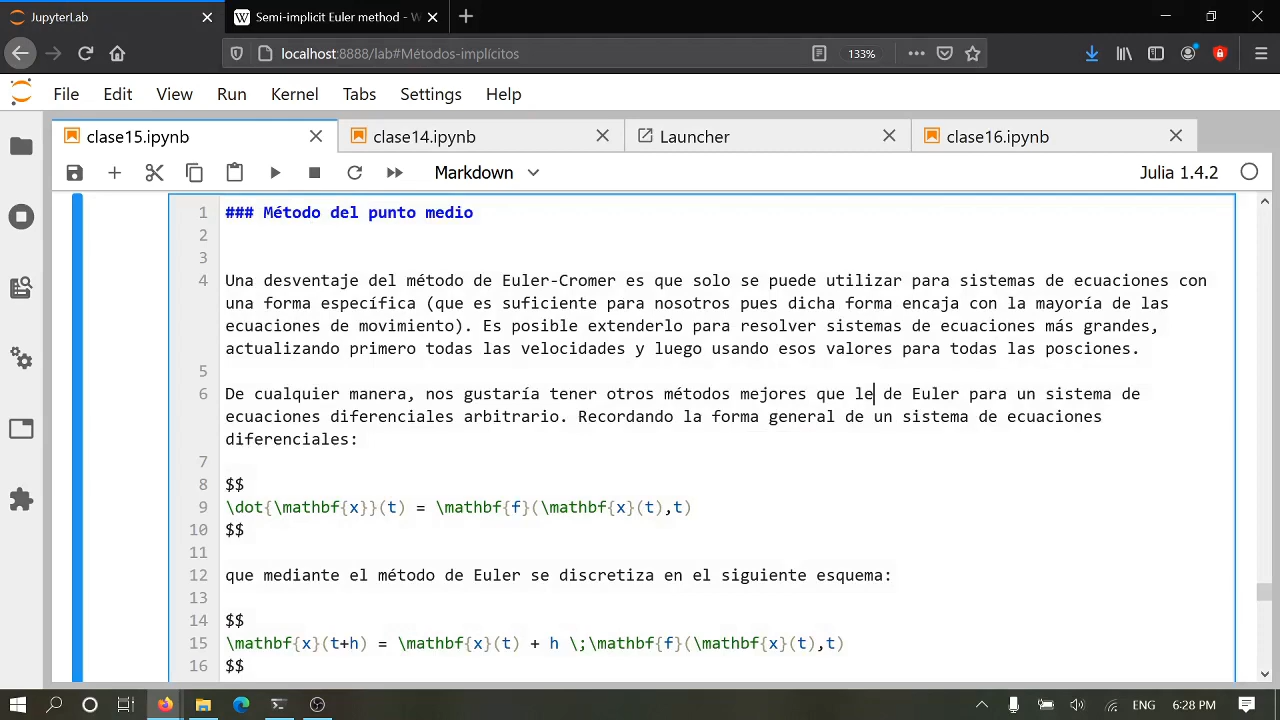 JupyterLab
Semi-implicit Euler method - W
localhost:8888/lab#Métodos-implícitos
133%
File Edit View Run Kernel Tabs Settings Help
clase15.ipynb
clase14.ipynb
Launcher
clase16.ipynb
Markdown
Julia 1.4.2
1 ### Método del punto medio
2
3
4 Una desventaje del método de Euler-Cromer es que solo se puede utilizar para sistemas de ecuaciones con
una forma específica (que es suficiente para nosotros pues dicha forma encaja con la mayoría de las
ecuaciones de movimiento). Es posible extenderlo para resolver sistemas de ecuaciones más grandes,
actualizando primero todas las velocidades y luego usando esos valores para todas las posciones.
5
6 De cualquier manera, nos gustaría tener otros métodos mejores que le de Euler para un sistema de
ecuaciones diferenciales arbitrario. Recordando la forma general de un sistema de ecuaciones
diferenciales:
7
8 $$
9 \dot{\mathbf{x}}(t) = \mathbf{f}(\mathbf{x}(t),t)
10 $$
11
12 que mediante el método de Euler se discretiza en el siguiente esquema:
13
14 $$
15 \mathbf{x}(t+h) = \mathbf{x}(t) + h \;\mathbf{f}(\mathbf{x}(t),t)
16 $$
ENG
6:28 PM